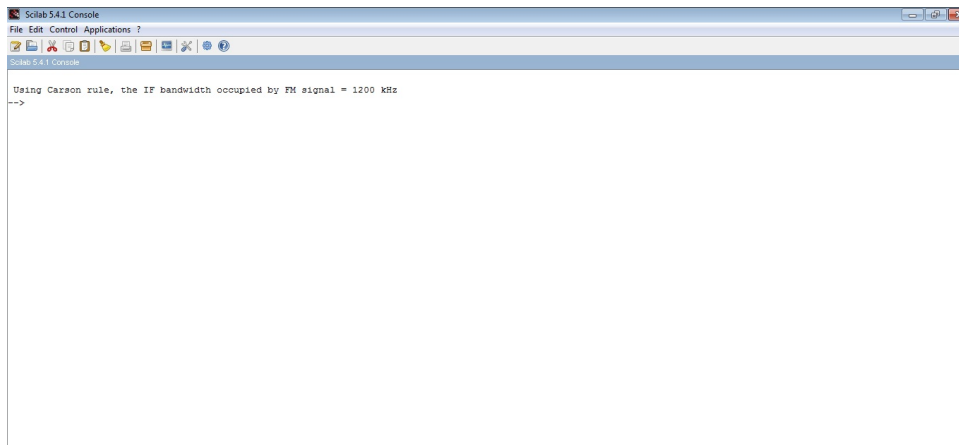 Scilab 5.4.1 Console
File Edit Control Applications ?
Scilab 5.4.1 Console
Using Carson rule, the IF bandwidth occupied by FM signal = 1200 kHz
-->